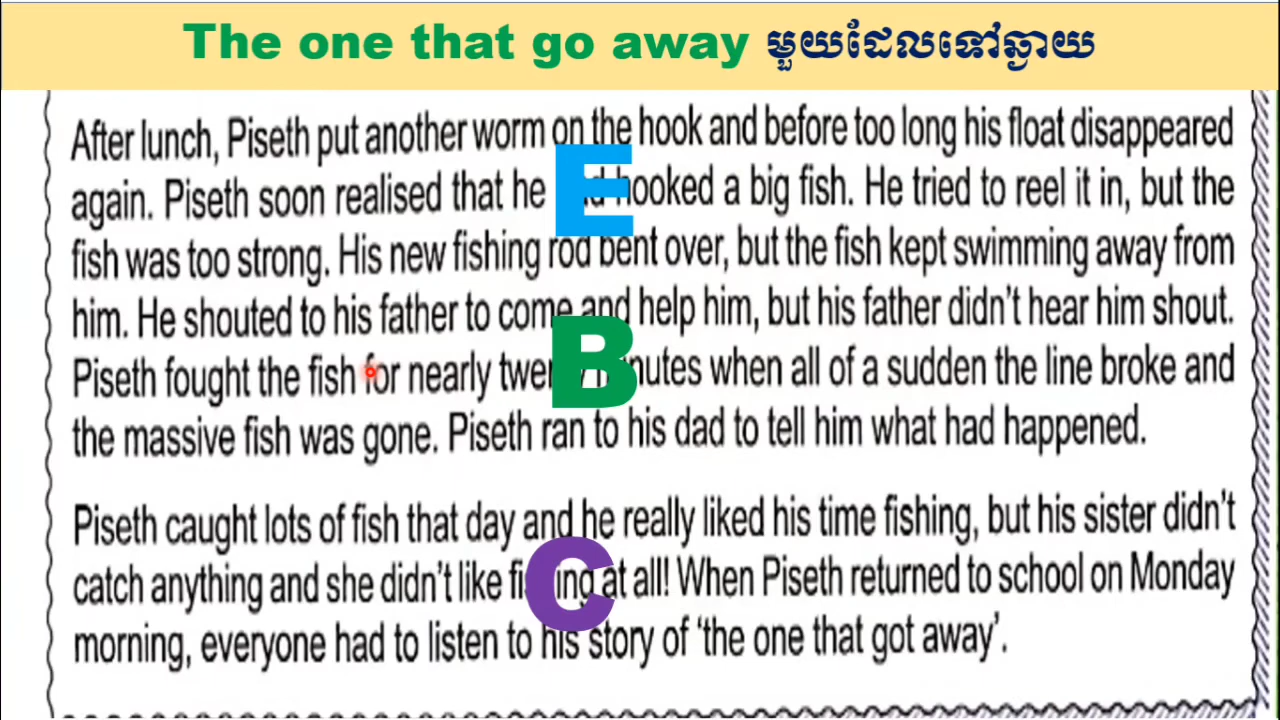 The one that go away មួយដែលទៅឆ្ងាយ
After lunch, Piseth put another worm on the hook and before too long his float disappeared
again. Piseth soon realised that he hooked a big fish. He tried to reel it in, but the
fish was too strong. His new fishing rod bent over, but the fish kept swimming away from
him. He shouted to his father to come and help him, but his father didn't hear him shout.
Piseth fought the fish for nearly twenty minutes when all of a sudden the line broke and
the massive fish was gone. Piseth ran to his dad to tell him what had happened.
Piseth caught lots of fish that day and he really liked his time fishing, but his sister didn't
catch anything and she didn't like fishing at all! When Piseth returned to school on Monday
morning, everyone had to listen to his story of 'the one that got away'.
E
B
C